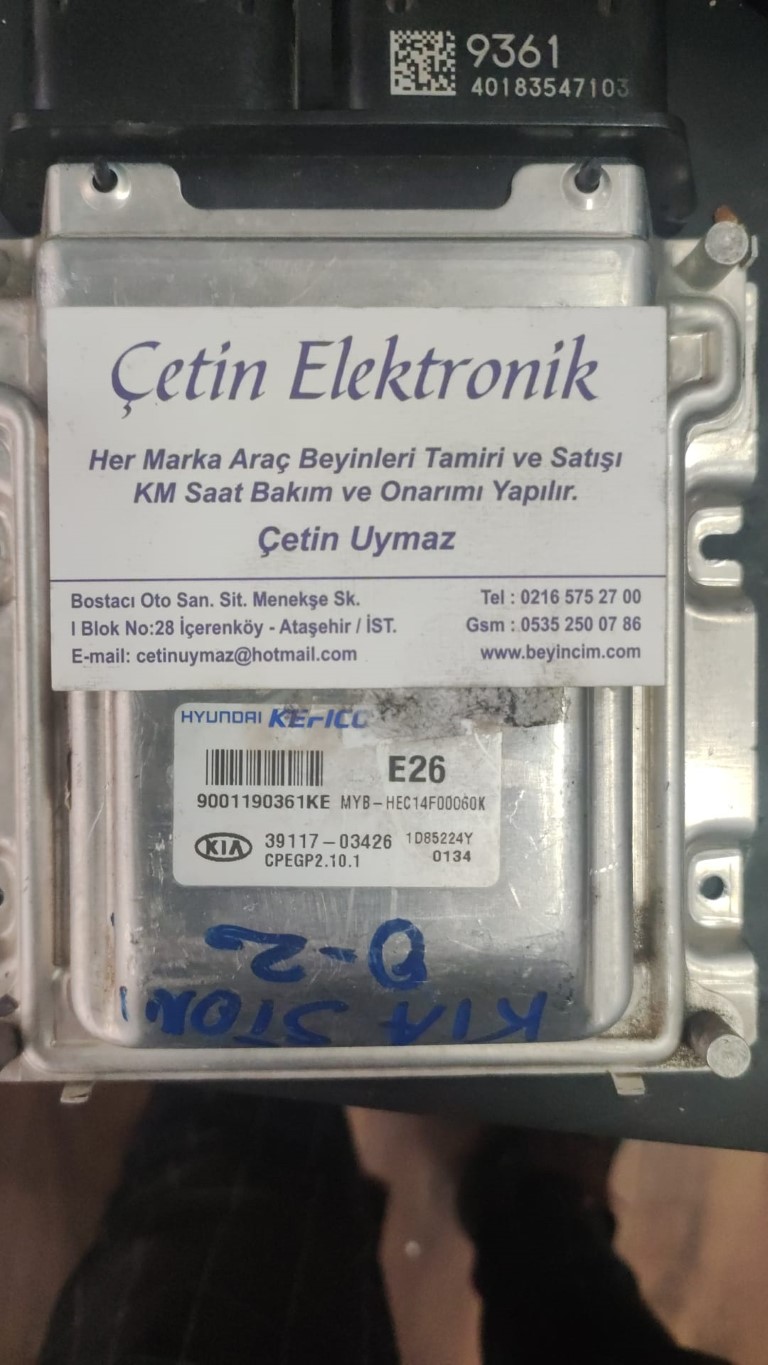 9361
40183547103
Çetin Elektronik
Her Marka Araç Beyinleri Tamiri ve Satışı
KM Saat Bakım ve Onarımı Yapılır.
Çetin Uymaz
Bostacı Oto San. Sit. Menekşe Sk.
I Blok No:28 İçerenköy - Ataşehir / İST.
E-mail: cetinuymaz@hotmail.com
Tel : 0216 575 27 00
Gsm : 0535 250 07 86
www.beyincim.com
HYUNDAI KEFICO
E26
9001190361KE MYB-HEC14F00060K
KIA 39117-03426 1D85224Y
CPEGP2.10.1 0134
KIA STONİ
0-2